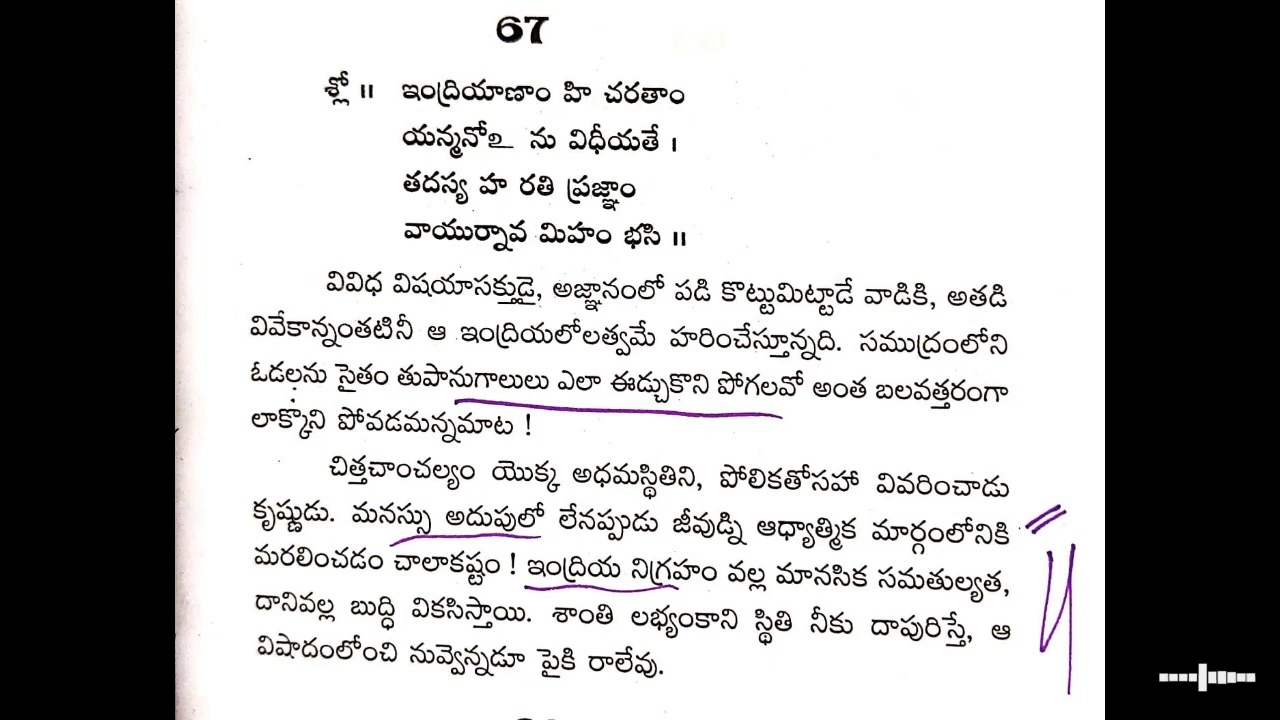 67
శ్లో ॥ ఇంద్రియాణాం హి చరతాం
యన్మనోఽ ను విధీయతే ।
తదస్య హ రతి ప్రజ్ఞాం
వాయుర్నావ మిహం భసి ॥
వివిధ విషయాసక్తుడై, అజ్ఞానంలో పడి కొట్టుమిట్టాడే వాడికి, అతడి
వివేకాన్నంతటినీ ఆ ఇంద్రియలోలత్వమే హరించేస్తూన్నది. సముద్రంలోని
ఓడలను సైతం తుపానుగాలులు ఎలా ఈడ్చుకొని పోగలవో అంత బలవత్తరంగా
లాక్కొని పోవడమన్నమాట !
చిత్తచాంచల్యం యొక్క అధమస్థితిని, పోలికతోసహా వివరించాడు
కృష్ణుడు. మనస్సు అదుపులో లేనప్పుడు జీవుడ్ని ఆధ్యాత్మిక మార్గంలోనికి
మరలించడం చాలాకష్టం ! ఇంద్రియ నిగ్రహం వల్ల మానసిక సమతుల్యత,
దానివల్ల బుద్ధి వికసిస్తాయి. శాంతి లభ్యంకాని స్థితి నీకు దాపురిస్తే, ఆ
విషాదంలోంచి నువ్వెన్నడూ పైకి రాలేవు.